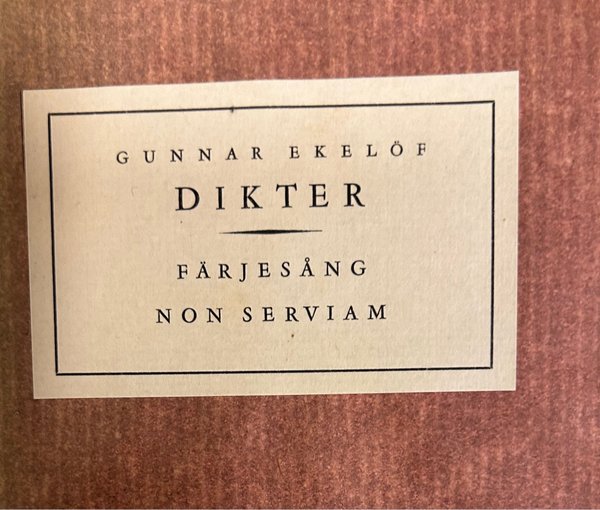 GUNNAR EKELÖF
DIKTER
FÄRJESÅNG
NON SERVIAM